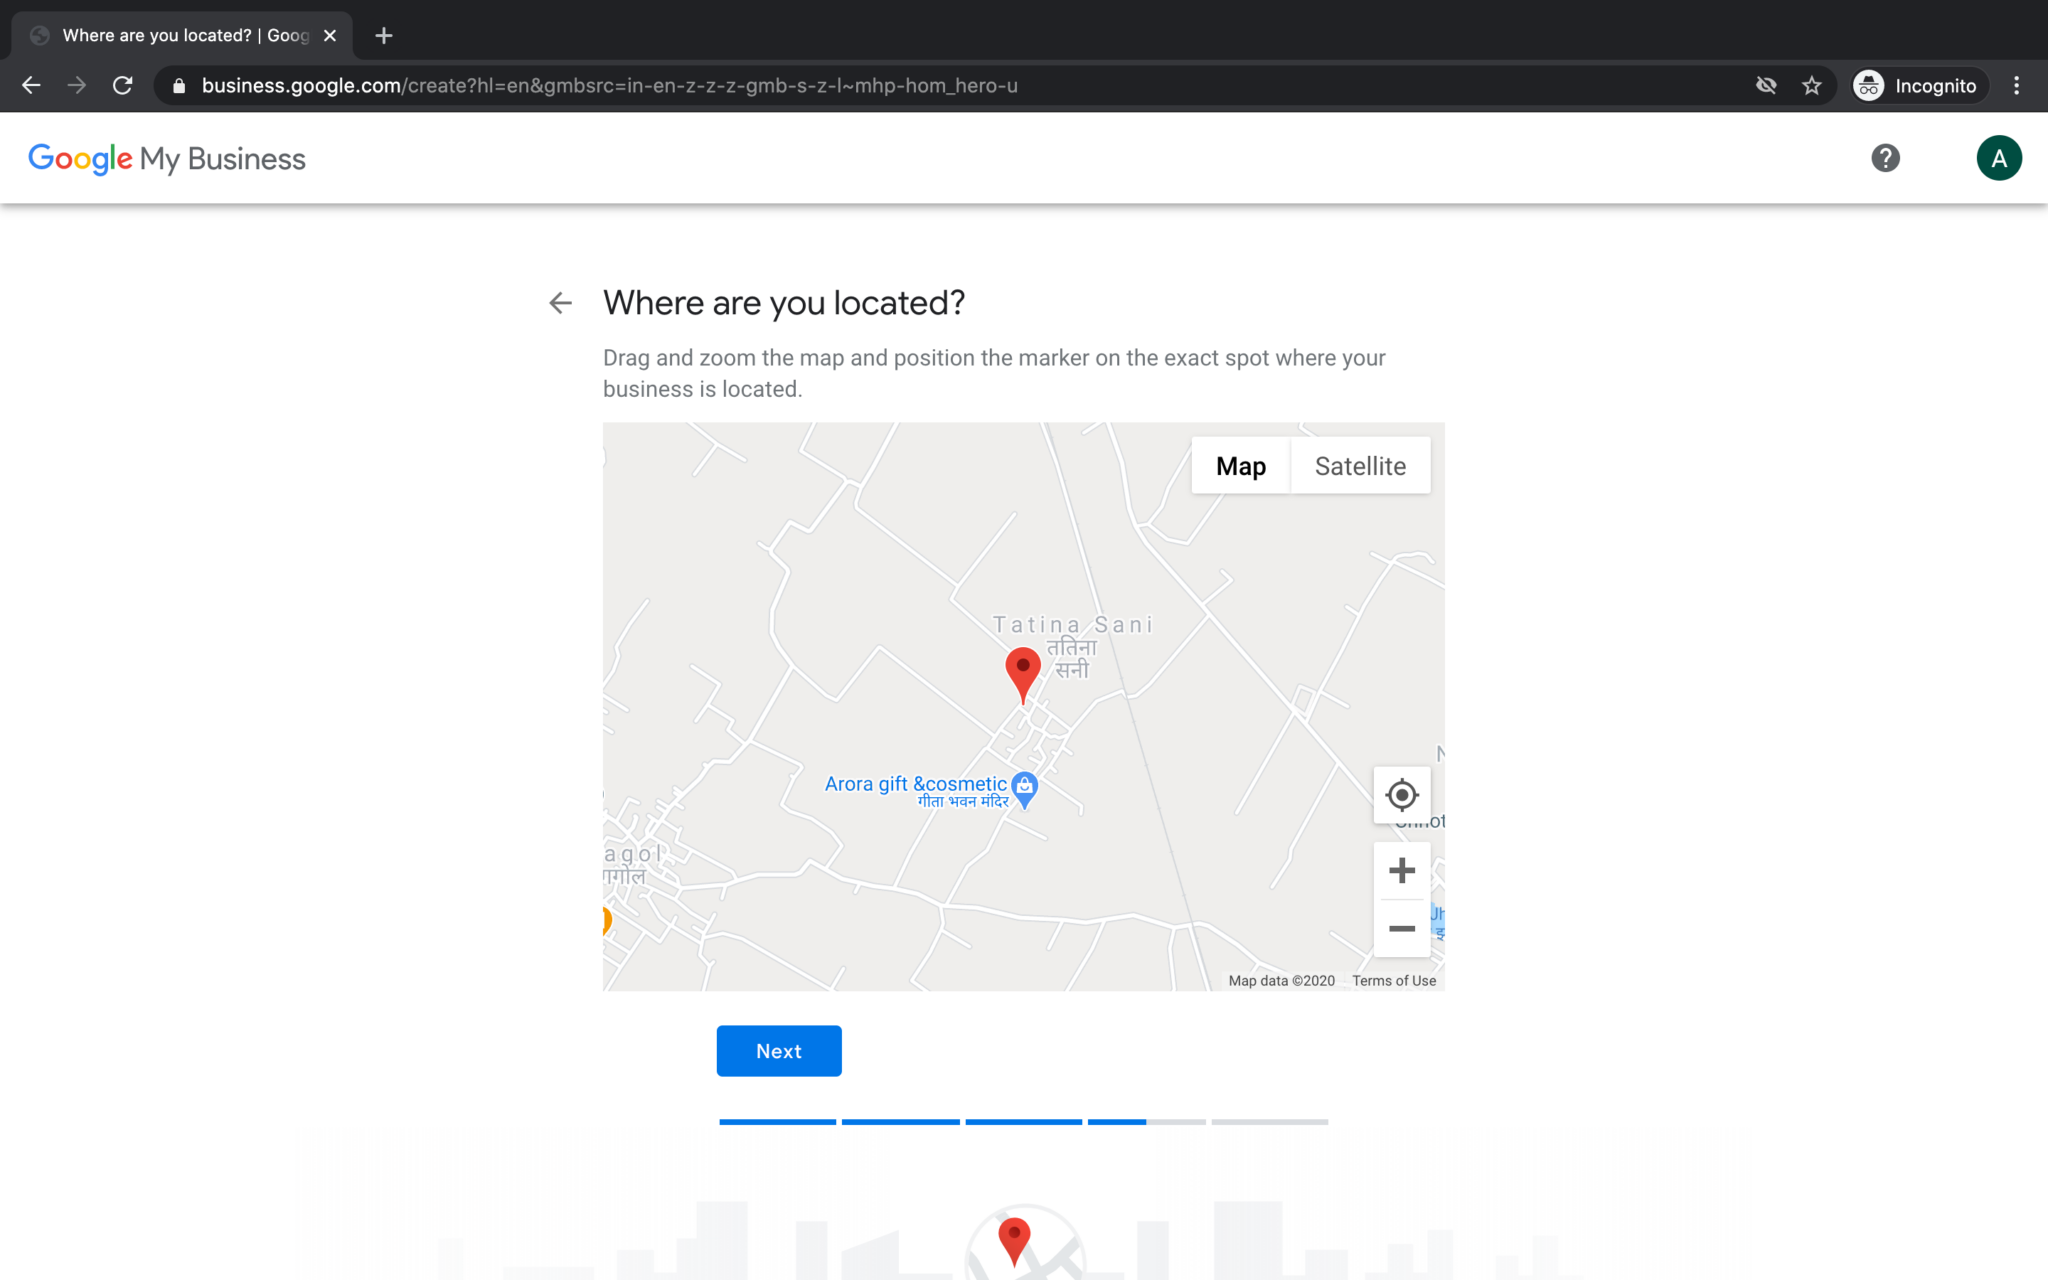 Where are you located? | Goog
business.google.com/create?hl=en&gmbsrc=in-en-z-z-z-gmb-s-z-l~mhp-hom_hero-u
Incognito
Google My Business
A
Where are you located?
Drag and zoom the map and position the marker on the exact spot where your
business is located.
Map Satellite
Tatina Sani
ततिना
सनी
Arora gift &cosmetic
गीता भवन मंदिर
agol
Map data ©2020 Terms of Use
Next